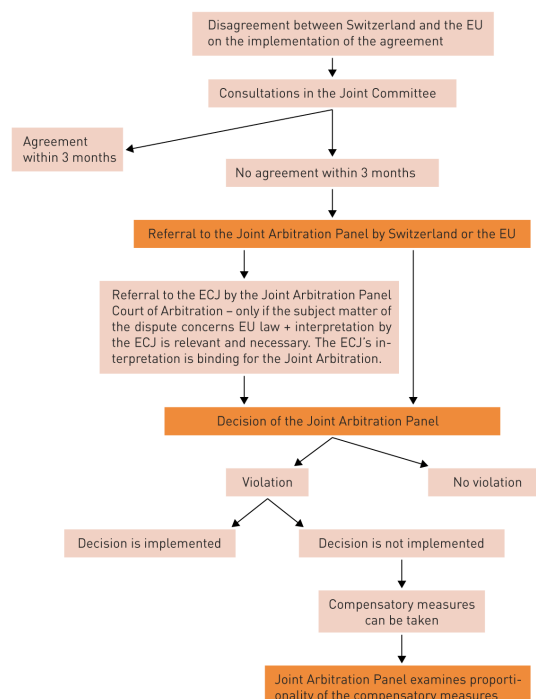 Disagreement between Switzerland and the EU
on the implementation of the agreement
Consultations in the Joint Committee
Agreement
within 3 months
No agreement within 3 months
Referral to the Joint Arbitration Panel by Switzerland or the EU
Referral to the ECJ by the Joint Arbitration Panel
Court of Arbitration – only if the subject matter of
the dispute concerns EU law + interpretation by
the ECJ is relevant and necessary. The ECJ's in-
terpretation is binding for the Joint Arbitration.
Decision of the Joint Arbitration Panel
Violation
No violation
Decision is implemented
Decision is not implemented
Compensatory measures
can be taken
Joint Arbitration Panel examines proporti-
onality of the compensatory measures